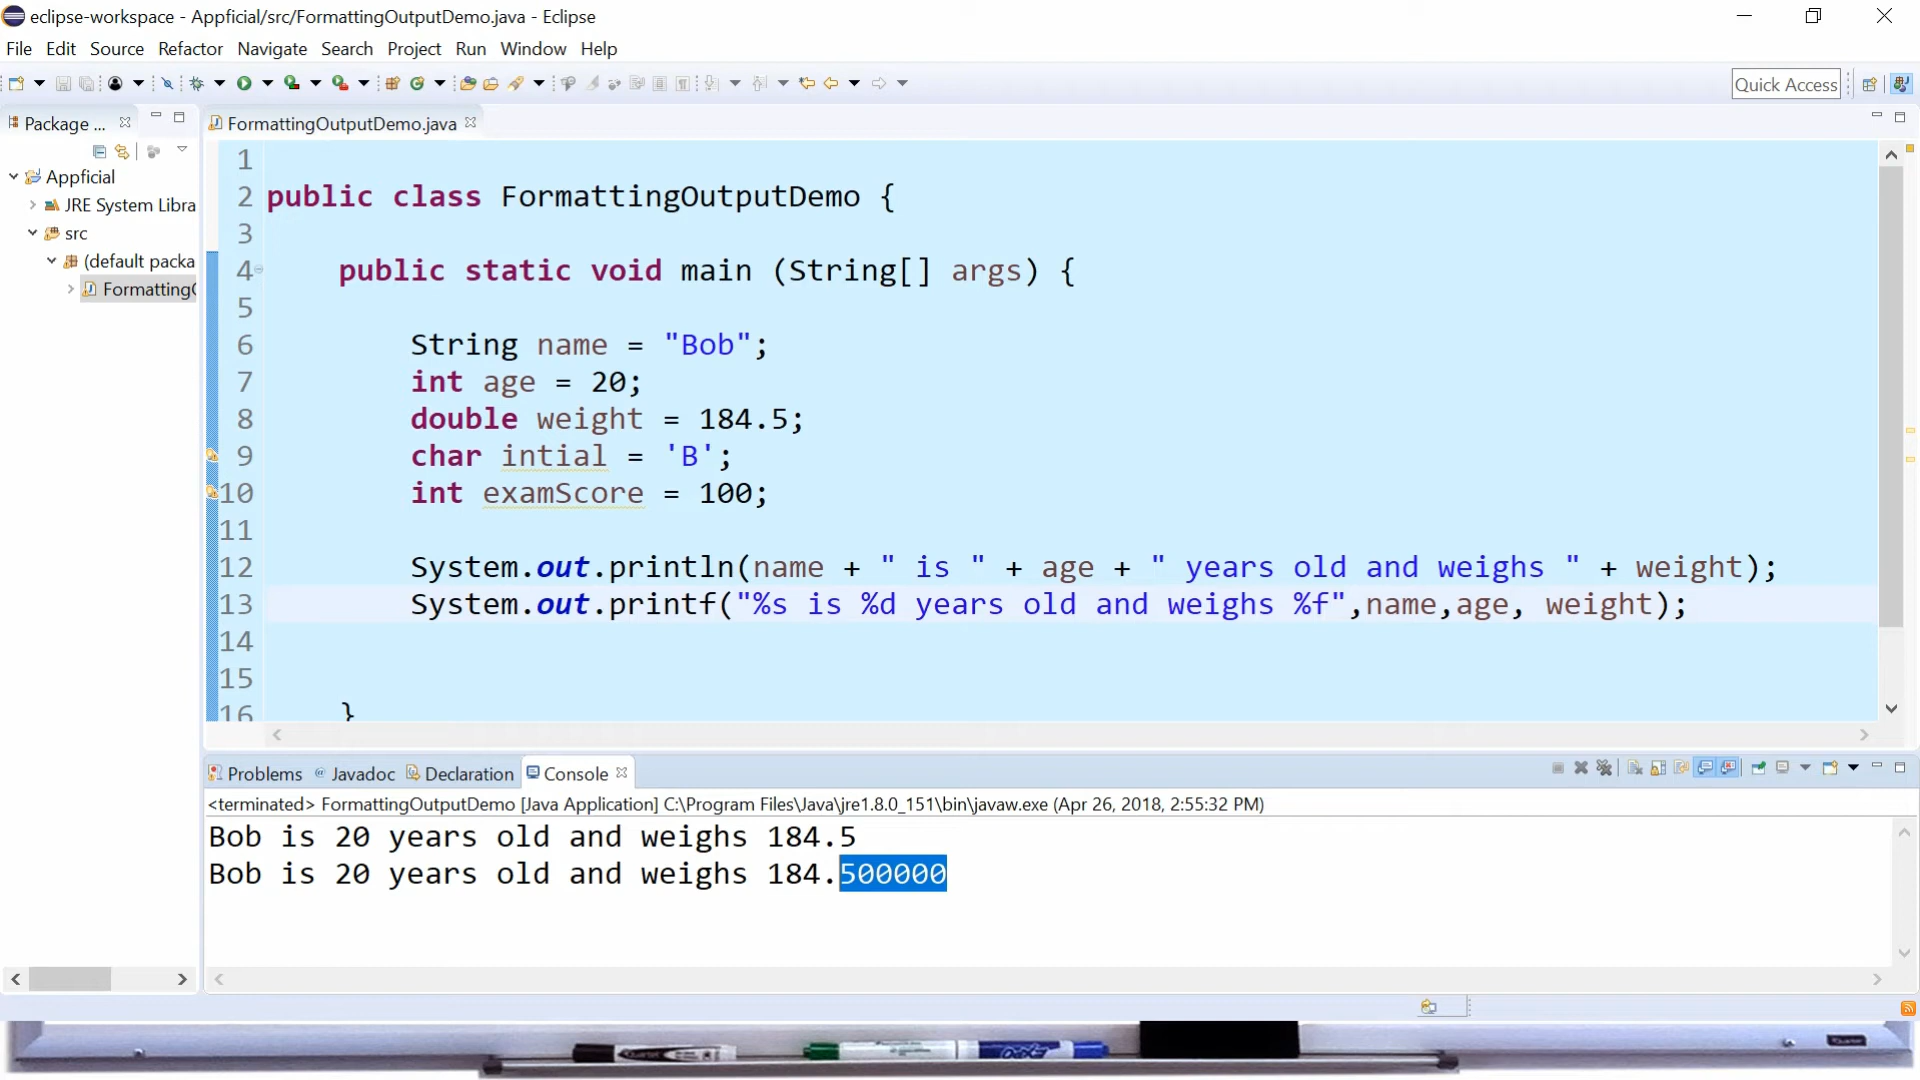 eclipse-workspace - Appficial/src/FormattingOutputDemo.java - Eclipse
File Edit Source Refactor Navigate Search Project Run Window Help
Quick Access
Package ...
FormattingOutputDemo.java
Appficial
JRE System Libra
src
(default packa
Formatting
1
2 public class FormattingOutputDemo {
3
4 public static void main (String[] args) {
5
6 String name = "Bob";
7 int age = 20;
8 double weight = 184.5;
9 char intial = 'B';
10 int examScore = 100;
11
12 System.out.println(name + " is " + age + " years old and weighs " + weight);
13 System.out.printf("%s is %d years old and weighs %f",name,age, weight);
14
15
16 }
Problems @ Javadoc Declaration Console
<terminated> FormattingOutputDemo [Java Application] C:\Program Files\Java\jre1.8.0_151\bin\javaw.exe (Apr 26, 2018, 2:55:32 PM)
Bob is 20 years old and weighs 184.5
Bob is 20 years old and weighs 184.500000